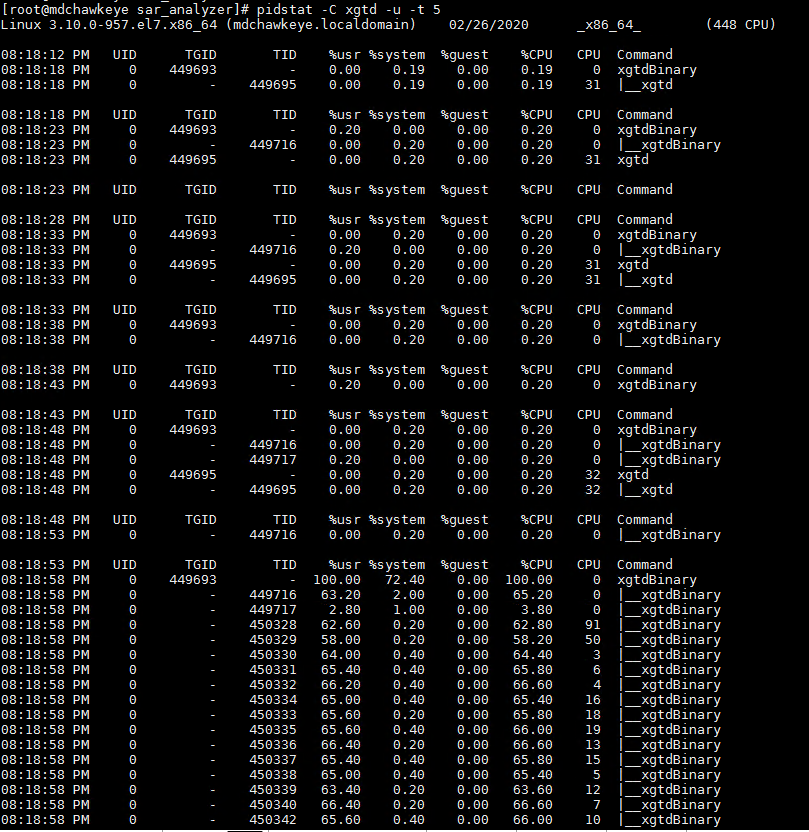 [root@mdchawkeye sar_analyzer]# pidstat -C xgtd -u -t 5
Linux 3.10.0-957.el7.x86_64 (mdchawkeye.localdomain) 02/26/2020 _x86_64_ (448 CPU)
08:18:12 PM UID TGID TID %usr %system %guest %CPU CPU Command
08:18:18 PM 0 449693 - 0.00 0.19 0.00 0.19 0 xgtdBinary
08:18:18 PM 0 - 449695 0.00 0.19 0.00 0.19 31 |__xgtd
08:18:18 PM UID TGID TID %usr %system %guest %CPU CPU Command
08:18:23 PM 0 449693 - 0.20 0.00 0.00 0.20 0 xgtdBinary
08:18:23 PM 0 - 449716 0.20 0.00 0.00 0.20 0 |__xgtdBinary
08:18:23 PM 0 449695 - 0.00 0.20 0.00 0.20 31 xgtd
08:18:23 PM UID TGID TID %usr %system %guest %CPU CPU Command
08:18:28 PM UID TGID TID %usr %system %guest %CPU CPU Command
08:18:33 PM 0 449693 - 0.00 0.20 0.00 0.20 0 xgtdBinary
08:18:33 PM 0 - 449716 0.20 0.00 0.00 0.20 0 |__xgtdBinary
08:18:33 PM 0 449695 - 0.00 0.20 0.00 0.20 31 xgtd
08:18:33 PM 0 - 449695 0.00 0.20 0.00 0.20 31 |__xgtd
08:18:33 PM UID TGID TID %usr %system %guest %CPU CPU Command
08:18:38 PM 0 449693 - 0.00 0.20 0.00 0.20 0 xgtdBinary
08:18:38 PM 0 - 449716 0.00 0.20 0.00 0.20 0 |__xgtdBinary
08:18:38 PM UID TGID TID %usr %system %guest %CPU CPU Command
08:18:43 PM 0 449693 - 0.20 0.00 0.00 0.20 0 xgtdBinary
08:18:43 PM UID TGID TID %usr %system %guest %CPU CPU Command
08:18:48 PM 0 449693 - 0.00 0.20 0.00 0.20 0 xgtdBinary
08:18:48 PM 0 - 449716 0.00 0.20 0.00 0.20 0 |__xgtdBinary
08:18:48 PM 0 - 449717 0.20 0.00 0.00 0.20 0 |__xgtdBinary
08:18:48 PM 0 449695 - 0.00 0.20 0.00 0.20 32 xgtd
08:18:48 PM 0 - 449695 0.00 0.20 0.00 0.20 32 |__xgtd
08:18:48 PM UID TGID TID %usr %system %guest %CPU CPU Command
08:18:53 PM 0 - 449716 0.00 0.20 0.00 0.20 0 |__xgtdBinary
08:18:53 PM UID TGID TID %usr %system %guest %CPU CPU Command
08:18:58 PM 0 449693 - 100.00 72.40 0.00 100.00 0 xgtdBinary
08:18:58 PM 0 - 449716 63.20 2.00 0.00 65.20 0 |__xgtdBinary
08:18:58 PM 0 - 449717 2.80 1.00 0.00 3.80 0 |__xgtdBinary
08:18:58 PM 0 - 450328 62.60 0.20 0.00 62.80 91 |__xgtdBinary
08:18:58 PM 0 - 450329 58.00 0.20 0.00 58.20 50 |__xgtdBinary
08:18:58 PM 0 - 450330 64.00 0.40 0.00 64.40 3 |__xgtdBinary
08:18:58 PM 0 - 450331 65.40 0.40 0.00 65.80 6 |__xgtdBinary
08:18:58 PM 0 - 450332 66.20 0.40 0.00 66.60 4 |__xgtdBinary
08:18:58 PM 0 - 450334 65.00 0.40 0.00 65.40 16 |__xgtdBinary
08:18:58 PM 0 - 450333 65.60 0.20 0.00 65.80 18 |__xgtdBinary
08:18:58 PM 0 - 450335 65.60 0.40 0.00 66.00 19 |__xgtdBinary
08:18:58 PM 0 - 450336 66.40 0.20 0.00 66.60 13 |__xgtdBinary
08:18:58 PM 0 - 450337 65.40 0.40 0.00 65.80 15 |__xgtdBinary
08:18:58 PM 0 - 450338 65.00 0.40 0.00 65.40 5 |__xgtdBinary
08:18:58 PM 0 - 450339 63.40 0.20 0.00 63.60 12 |__xgtdBinary
08:18:58 PM 0 - 450340 66.40 0.20 0.00 66.60 7 |__xgtdBinary
08:18:58 PM 0 - 450342 65.60 0.40 0.00 66.00 10 |__xgtdBinary